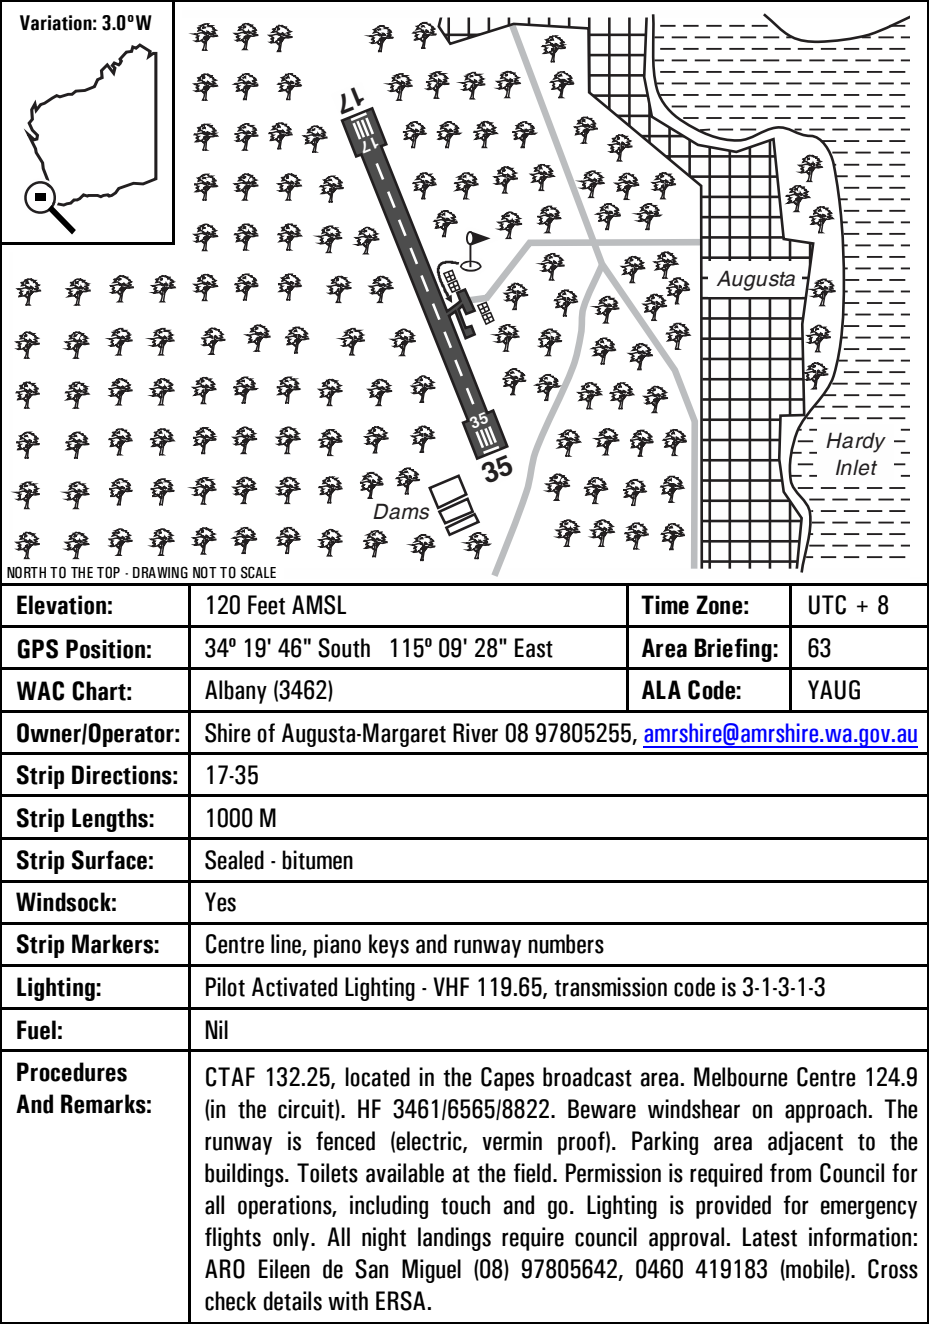 Variation: 3.0ºW
17
17
Augusta
35
35
Hardy
Inlet
Dams
NORTH TO THE TOP - DRAWING NOT TO SCALE
Elevation: 120 Feet AMSL Time Zone: UTC + 8
GPS Position: 34º 19' 46" South 115º 09' 28" East Area Briefing: 63
WAC Chart: Albany (3462) ALA Code: YAUG
Owner/Operator: Shire of Augusta-Margaret River 08 97805255, amrshire@amrshire.wa.gov.au
Strip Directions: 17-35
Strip Lengths: 1000 M
Strip Surface: Sealed - bitumen
Windsock: Yes
Strip Markers: Centre line, piano keys and runway numbers
Lighting: Pilot Activated Lighting - VHF 119.65, transmission code is 3-1-3-1-3
Fuel: Nil
Procedures
And Remarks:
CTAF 132.25, located in the Capes broadcast area. Melbourne Centre 124.9
(in the circuit). HF 3461/6565/8822. Beware windshear on approach. The
runway is fenced (electric, vermin proof). Parking area adjacent to the
buildings. Toilets available at the field. Permission is required from Council for
all operations, including touch and go. Lighting is provided for emergency
flights only. All night landings require council approval. Latest information:
ARO Eileen de San Miguel (08) 97805642, 0460 419183 (mobile). Cross
check details with ERSA.